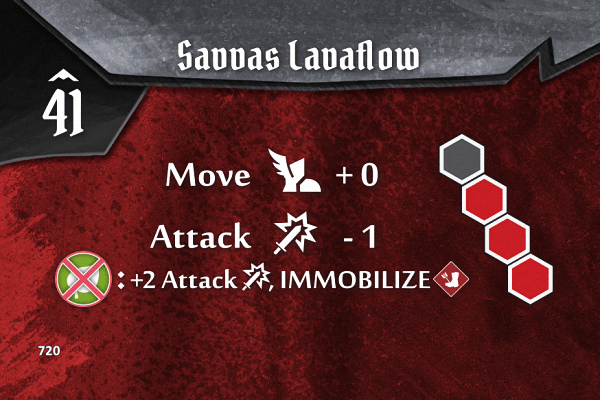 Savvas Lavaflow
41
Move + 0
Attack - 1
: +2 Attack , IMMOBILIZE
720